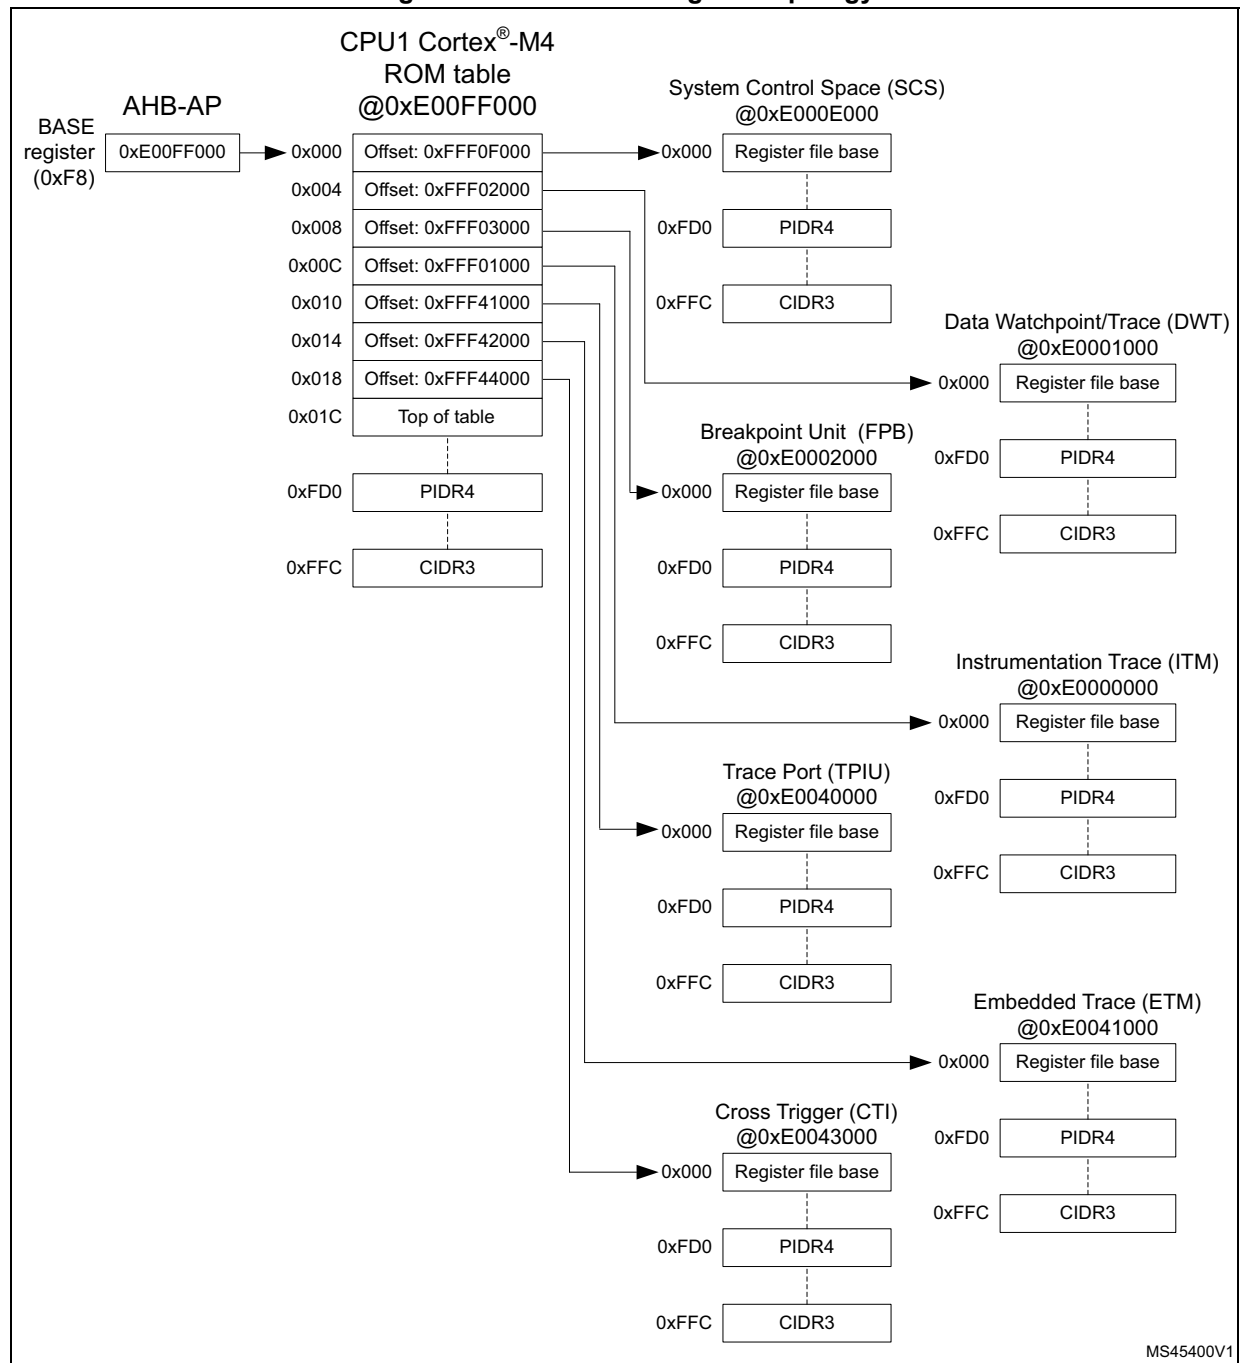 CPU1 Cortex®-M4
ROM table
@0xE00FF000
AHB-AP
BASE
register
(0xF8)
0xE00FF000
0x000 Offset: 0xFFF0F000
0x004 Offset: 0xFFF02000
0x008 Offset: 0xFFF03000
0x00C Offset: 0xFFF01000
0x010 Offset: 0xFFF41000
0x014 Offset: 0xFFF42000
0x018 Offset: 0xFFF44000
0x01C Top of table
0xFD0 PIDR4
0xFFC CIDR3
System Control Space (SCS)
@0xE000E000
0x000 Register file base
0xFD0 PIDR4
0xFFC CIDR3
Data Watchpoint/Trace (DWT)
@0xE0001000
0x000 Register file base
0xFD0 PIDR4
0xFFC CIDR3
Breakpoint Unit (FPB)
@0xE0002000
0x000 Register file base
0xFD0 PIDR4
0xFFC CIDR3
Instrumentation Trace (ITM)
@0xE0000000
0x000 Register file base
0xFD0 PIDR4
0xFFC CIDR3
Trace Port (TPIU)
@0xE0040000
0x000 Register file base
0xFD0 PIDR4
0xFFC CIDR3
Embedded Trace (ETM)
@0xE0041000
0x000 Register file base
0xFD0 PIDR4
0xFFC CIDR3
Cross Trigger (CTI)
@0xE0043000
0x000 Register file base
0xFD0 PIDR4
0xFFC CIDR3
MS45400V1